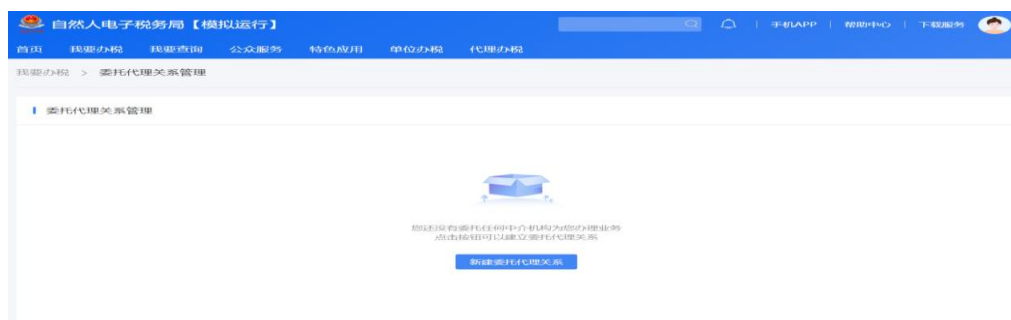 自然人电子税务局【模拟运行】
手机APP | 帮助中心 | 下载服务
首页 我要办税 我要查询 公众服务 特色应用 单位办税 代理办税
我要办税 > 委托代理关系管理
委托代理关系管理
您还没有委托任何中介机构为您办理业务
点击按钮可以建立委托代理关系
新建委托代理关系